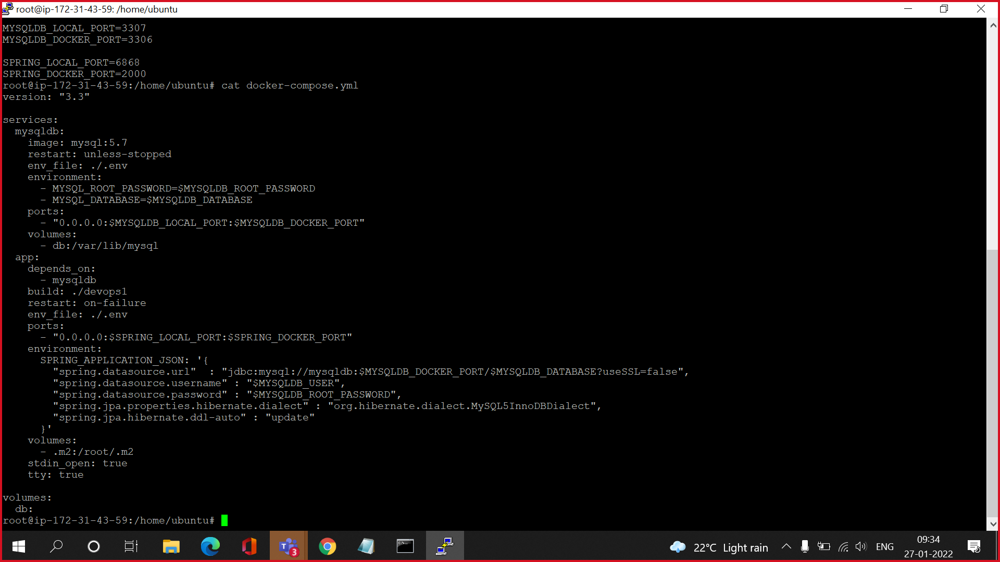 root@ip-172-31-43-59: /home/ubuntu
MYSQLDB_LOCAL_PORT=3307
MYSQLDB_DOCKER_PORT=3306

SPRING_LOCAL_PORT=6868
SPRING_DOCKER_PORT=2000
root@ip-172-31-43-59:/home/ubuntu# cat docker-compose.yml
version: "3.3"

services:
  mysqldb:
    image: mysql:5.7
    restart: unless-stopped
    env_file: ./.env
    environment:
      - MYSQL_ROOT_PASSWORD=$MYSQLDB_ROOT_PASSWORD
      - MYSQL_DATABASE=$MYSQLDB_DATABASE
    ports:
      - "0.0.0.0:$MYSQLDB_LOCAL_PORT:$MYSQLDB_DOCKER_PORT"
    volumes:
      - db:/var/lib/mysql
  app:
    depends_on:
      - mysqldb
    build: ./devops1
    restart: on-failure
    env_file: ./.env
    ports:
      - "0.0.0.0:$SPRING_LOCAL_PORT:$SPRING_DOCKER_PORT"
    environment:
      SPRING_APPLICATION_JSON: '{
        "spring.datasource.url"  : "jdbc:mysql://mysqldb:$MYSQLDB_DOCKER_PORT/$MYSQLDB_DATABASE?useSSL=false",
        "spring.datasource.username" : "$MYSQLDB_USER",
        "spring.datasource.password" : "$MYSQLDB_ROOT_PASSWORD",
        "spring.jpa.properties.hibernate.dialect" : "org.hibernate.dialect.MySQL5InnoDBDialect",
        "spring.jpa.hibernate.ddl-auto" : "update"
      }'
    volumes:
      - .m2:/root/.m2
    stdin_open: true
    tty: true

volumes:
  db:
root@ip-172-31-43-59:/home/ubuntu#
T 3
22°C Light rain
ENG
09:34
27-01-2022